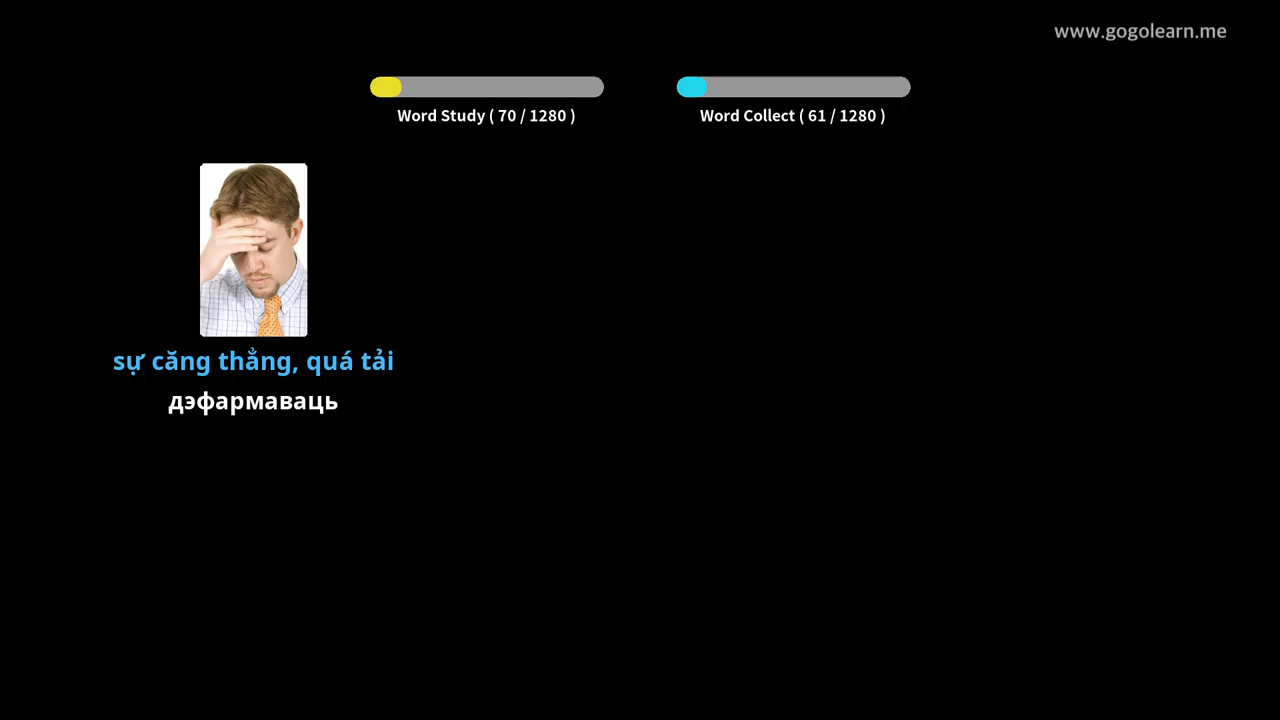 www.gogolearn.me
Word Study ( 70 / 1280 )
Word Collect ( 61 / 1280 )
sự căng thẳng, quá tải
дэфармаваць